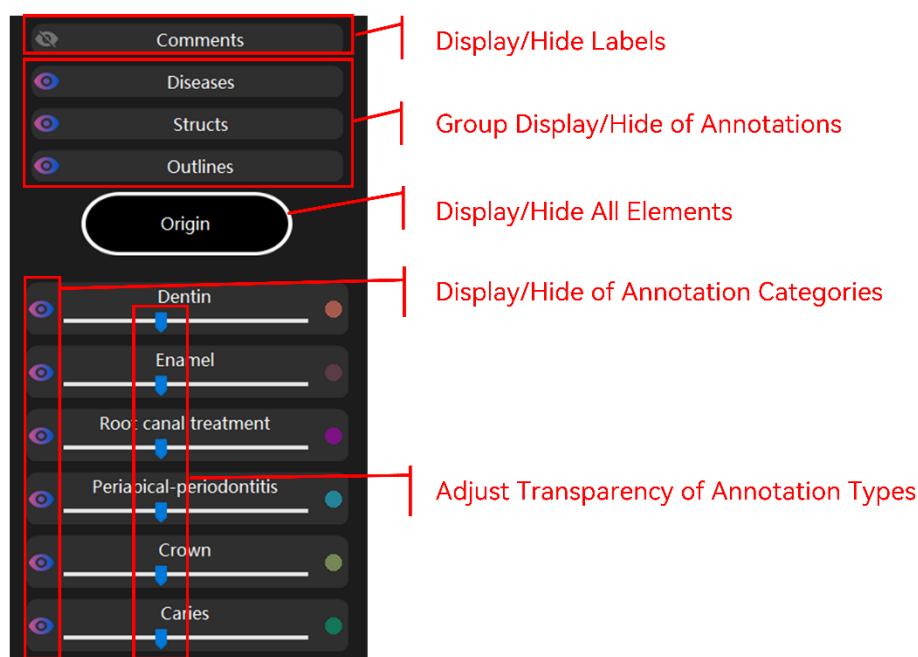 Comments
Display/Hide Labels
Diseases
Structs
Group Display/Hide of Annotations
Outlines
Origin
Display/Hide All Elements
Display/Hide of Annotation Categories
Dentin
Enamel
Root canal treatment
Periapical-periodontitis
Adjust Transparency of Annotation Types
Crown
Caries